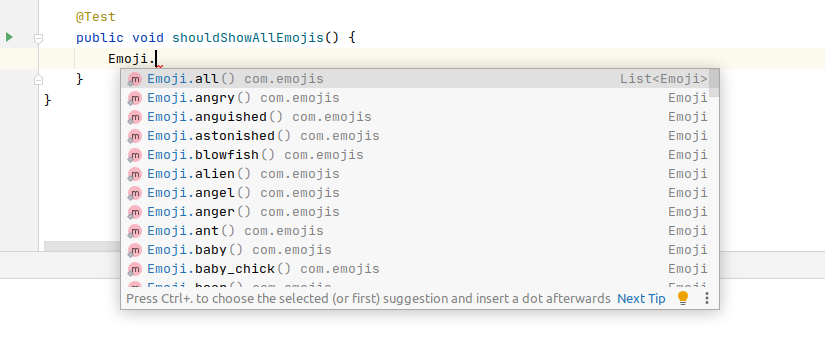 @Test
public void shouldShowAllEmojis() {
Emoji.
}
}
Emoji.all() com.emojis List<Emoji>
Emoji.angry() com.emojis Emoji
Emoji.anguished() com.emojis Emoji
Emoji.astonished() com.emojis Emoji
Emoji.blowfish() com.emojis Emoji
Emoji.alien() com.emojis Emoji
Emoji.angel() com.emojis Emoji
Emoji.anger() com.emojis Emoji
Emoji.ant() com.emojis Emoji
Emoji.baby() com.emojis Emoji
Emoji.baby_chick() com.emojis Emoji
Press Ctrl+. to choose the selected (or first) suggestion and insert a dot afterwards Next Tip